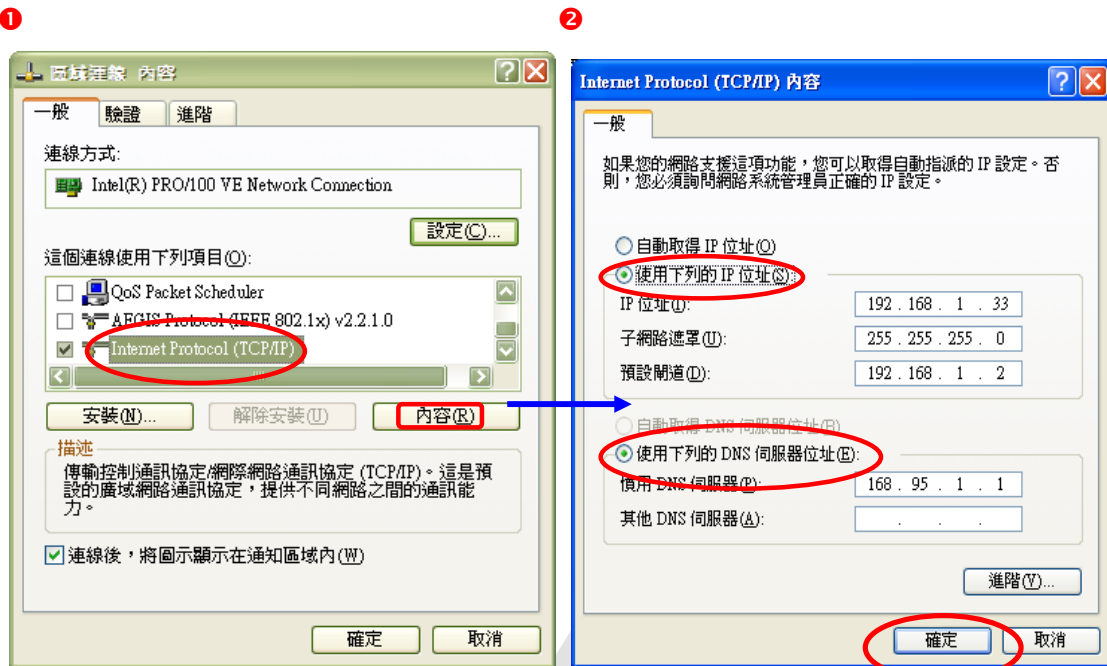 ❶
區域連線 內容
一般
驗證
進階
連線方式:
Intel(R) PRO/100 VE Network Connection
設定(C)...
這個連線使用下列項目(O):
QoS Packet Scheduler
AEGIS Protocol (IEEE 802.1x) v2.2.1.0
Internet Protocol (TCP/IP)
安裝(N)...
解除安裝(U)
內容(R)
描述
傳輸控制通訊協定/網際網路通訊協定 (TCP/IP)。這是預
設的廣域網路通訊協定，提供不同網路之間的通訊能
力。
連線後，將圖示顯示在通知區域內(W)
確定
取消
❷
Internet Protocol (TCP/IP) 內容
一般
如果您的網路支援這項功能，您可以取得自動指派的 IP 設定。否
則，您必須詢問網路系統管理員正確的 IP 設定。
自動取得 IP 位址(O)
使用下列的 IP 位址(S):
IP 位址(I):
192 . 168 . 1 . 33
子網路遮罩(U):
255 . 255 . 255 . 0
預設閘道(D):
192 . 168 . 1 . 2
自動取得 DNS 伺服器位址(B)
使用下列的 DNS 伺服器位址(E):
慣用 DNS 伺服器(P):
168 . 95 . 1 . 1
其他 DNS 伺服器(A):
. . .
進階(V)...
確定
取消